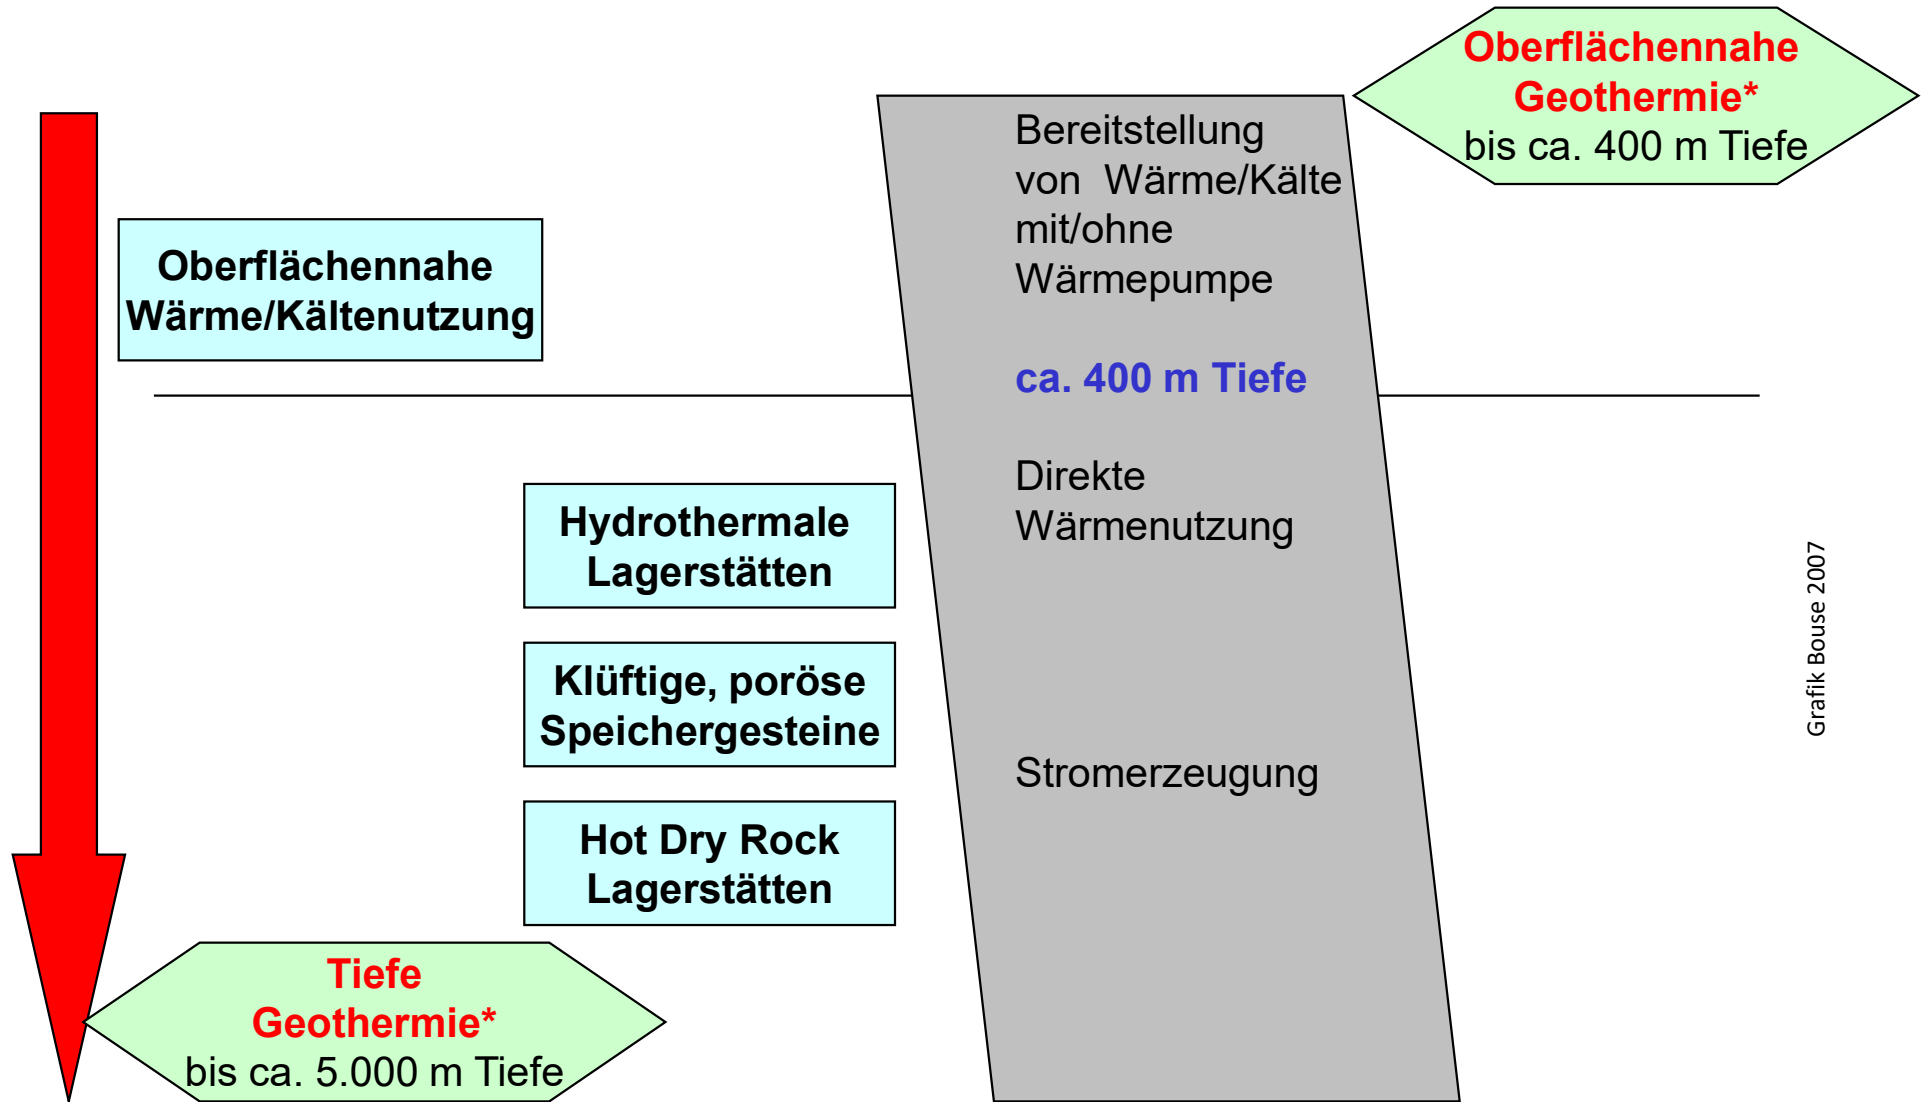 Oberflächennahe
Geothermie*
bis ca. 400 m Tiefe
Bereitstellung
von Wärme/Kälte
mit/ohne
Wärmepumpe
Oberflächennahe
Wärme/Kältenutzung
ca. 400 m Tiefe
Direkte
Wärmenutzung
Hydrothermale
Lagerstätten
Klüftige, poröse
Speichergesteine
Stromerzeugung
Hot Dry Rock
Lagerstätten
Tiefe
Geothermie*
bis ca. 5.000 m Tiefe
Grafik Bouse 2007